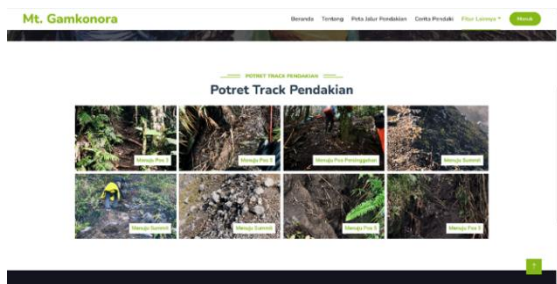 Mt. Gamkonora
Beranda Tentang Peta Jalur Pendakian Cerita Pendaki Fitur Lainnya Masuk
POTRET TRACK PENDAKIAN
Potret Track Pendakian
Menuju Pos 3 Menuju Pos 5 Menuju Pos Peninggalan Menuju Summit
Menuju Summit Menuju Summit Menuju Pos 5 Menuju Pos 3